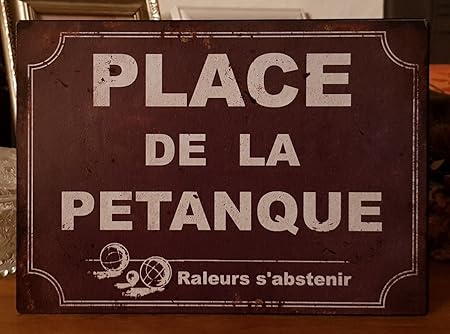 PLACE
DE LA
PETANQUE
Raleurs s'abstenir